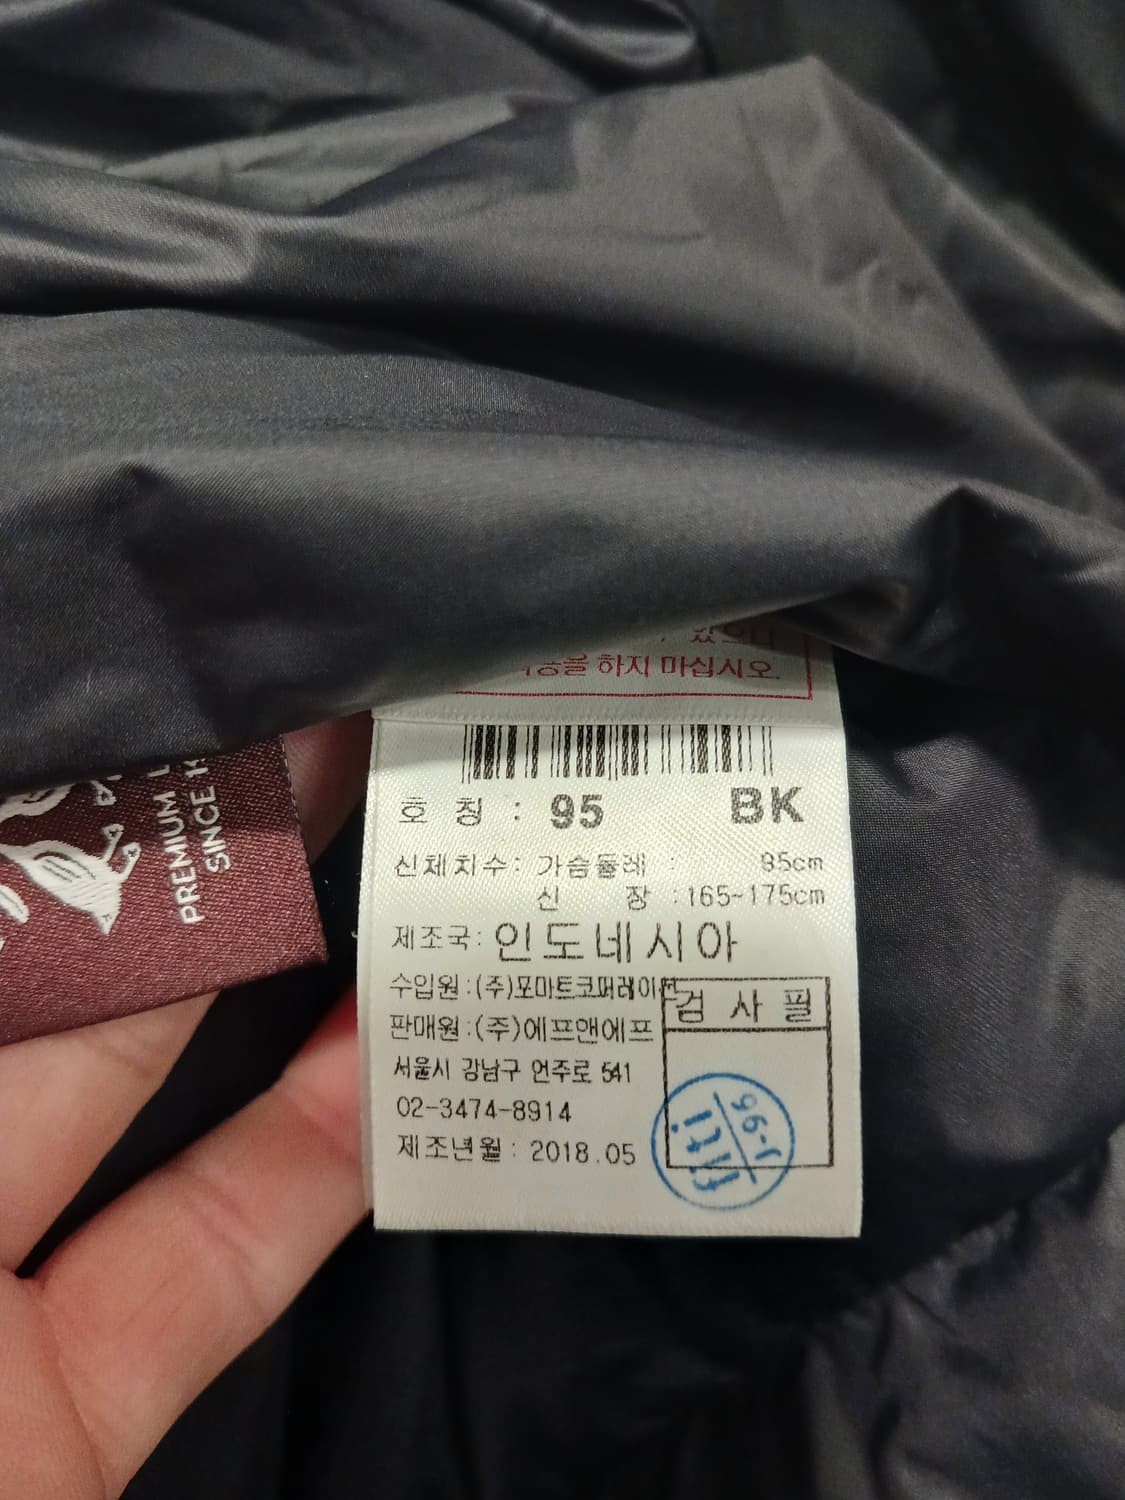 하지 마십시오.
호 칭 : 95 BK
신체치수: 가슴둘레 : 95cm
신 장 :165~175cm
제조국: 인도네시아
수입원:(주)포마트코퍼레이션
판매원:(주)에프앤에프
서울시 강남구 언주로 541
02-3474-8914
제조년월: 2018.05
검 사 필
J-96
PREMIUM
SINCE